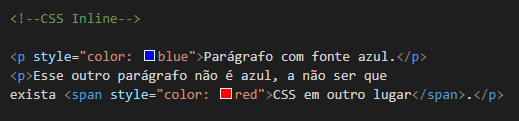 <!--CSS Inline-->
<p style="color: blue">Parágrafo com fonte azul.</p>
<p>Esse outro parágrafo não é azul, a não ser que
exista <span style="color: red">CSS em outro lugar</span>.</p>